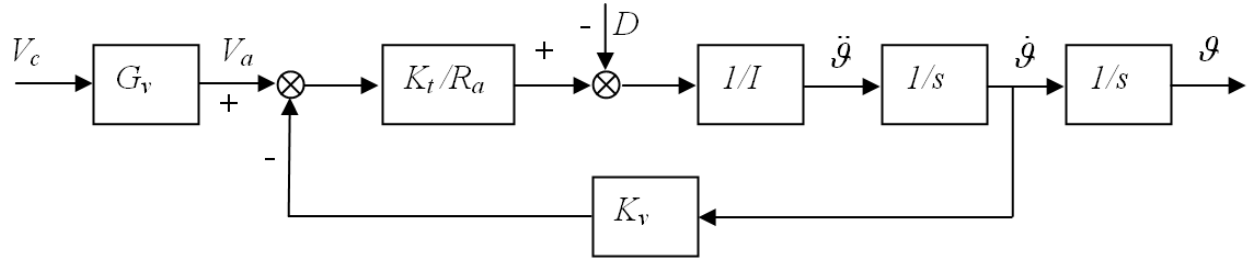 V_c
G_v
V_a
+
-
K_t/R_a
+
-
D
1/I
ϑ̈
1/s
ϑ̇
1/s
ϑ
K_v